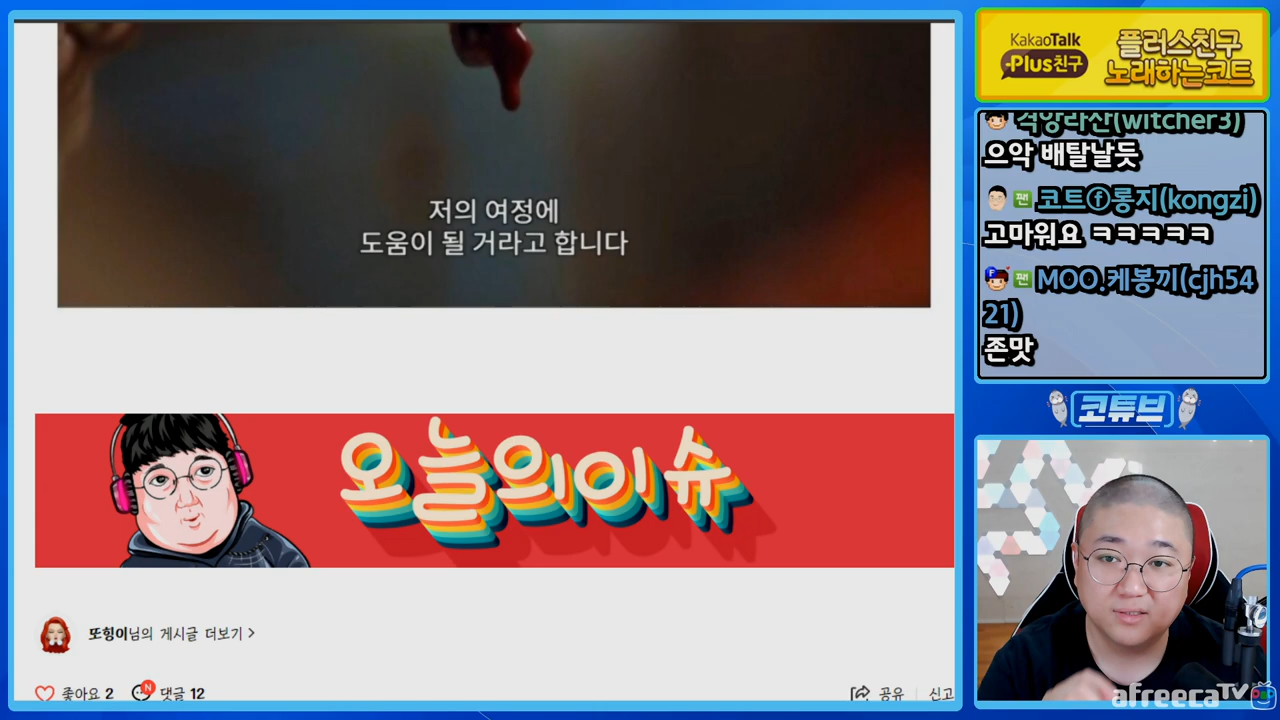 저의 여정에
도움이 될 거라고 합니다
오늘의이슈
또힝이님의 게시글 더보기 >
좋아요 2 N 댓글 12
공유 신고
KakaoTalk
Plus친구
플러스친구
노래하는코트
(witcher3)
으악 배탈날듯
팬 코트ⓕ롱지(kongzi)
고마워요 ㅋㅋㅋㅋㅋ
F 팬 MOO.케봉끼(cjh54
21)
존맛
코튜브
afreecaTV